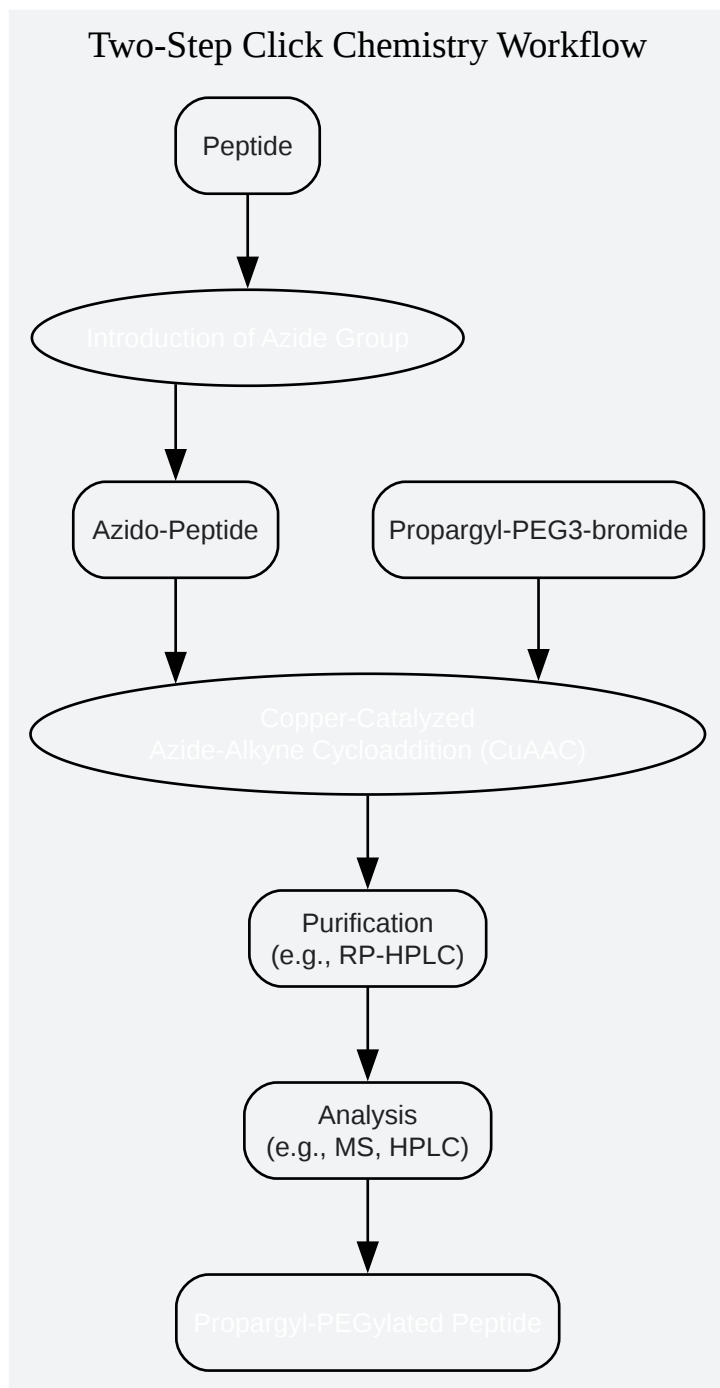 Two-Step Click Chemistry Workflow
Peptide
Introduction of Azide Group
Azido-Peptide
Propargyl-PEG3-bromide
Copper-Catalyzed
Azide-Alkyne Cycloaddition (CuAAC)
Purification
(e.g., RP-HPLC)
Analysis
(e.g., MS, HPLC)
Propargyl-PEGylated Peptide